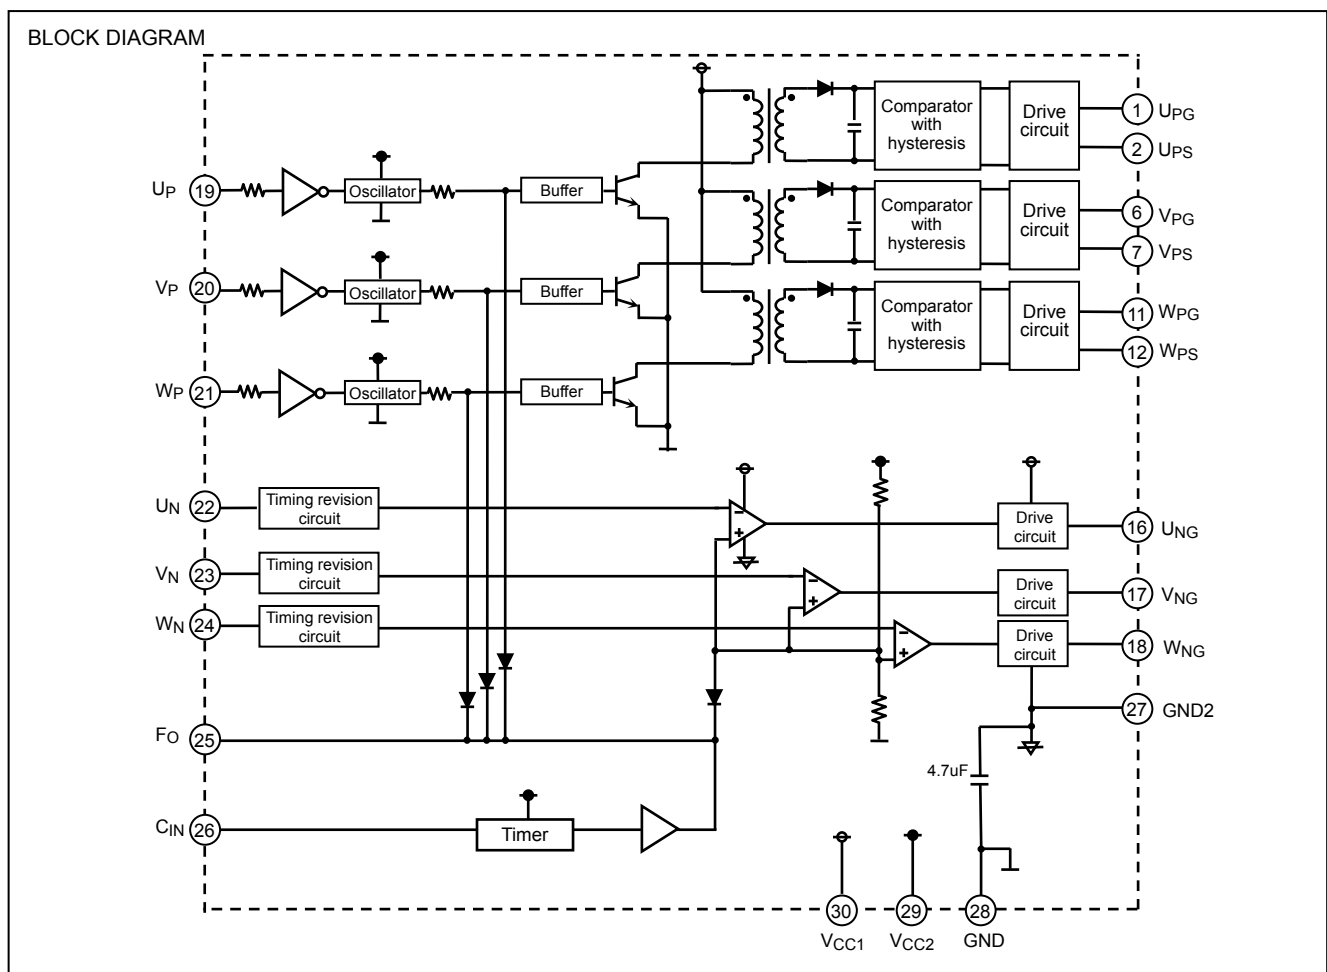 BLOCK DIAGRAM
Comparator
with
hysteresis
Drive
circuit
1 UPG
2 UPS
UP 19
Oscillator
Buffer
Comparator
with
hysteresis
Drive
circuit
6 VPG
7 VPS
VP 20
Oscillator
Buffer
Comparator
with
hysteresis
Drive
circuit
11 WPG
12 WPS
WP 21
Oscillator
Buffer
UN 22
Timing revision
circuit
−
+
Drive
circuit
16 UNG
VN 23
Timing revision
circuit
−
+
Drive
circuit
17 VNG
WN 24
Timing revision
circuit
−
+
Drive
circuit
18 WNG
27 GND2
FO 25
4.7uF
CIN 26
Timer
30 29 28
VCC1 VCC2 GND